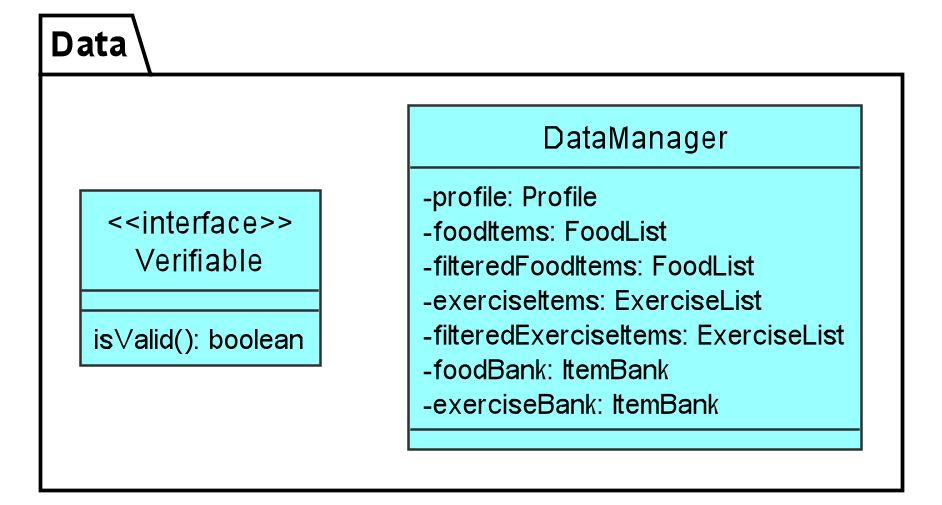 Data
<<interface>>
Verifiable
isValid(): boolean
DataManager
-profile: Profile
-foodItems: FoodList
-filteredFoodItems: FoodList
-exerciseItems: ExerciseList
-filteredExerciseItems: ExerciseList
-foodBank: ItemBank
-exerciseBank: ItemBank